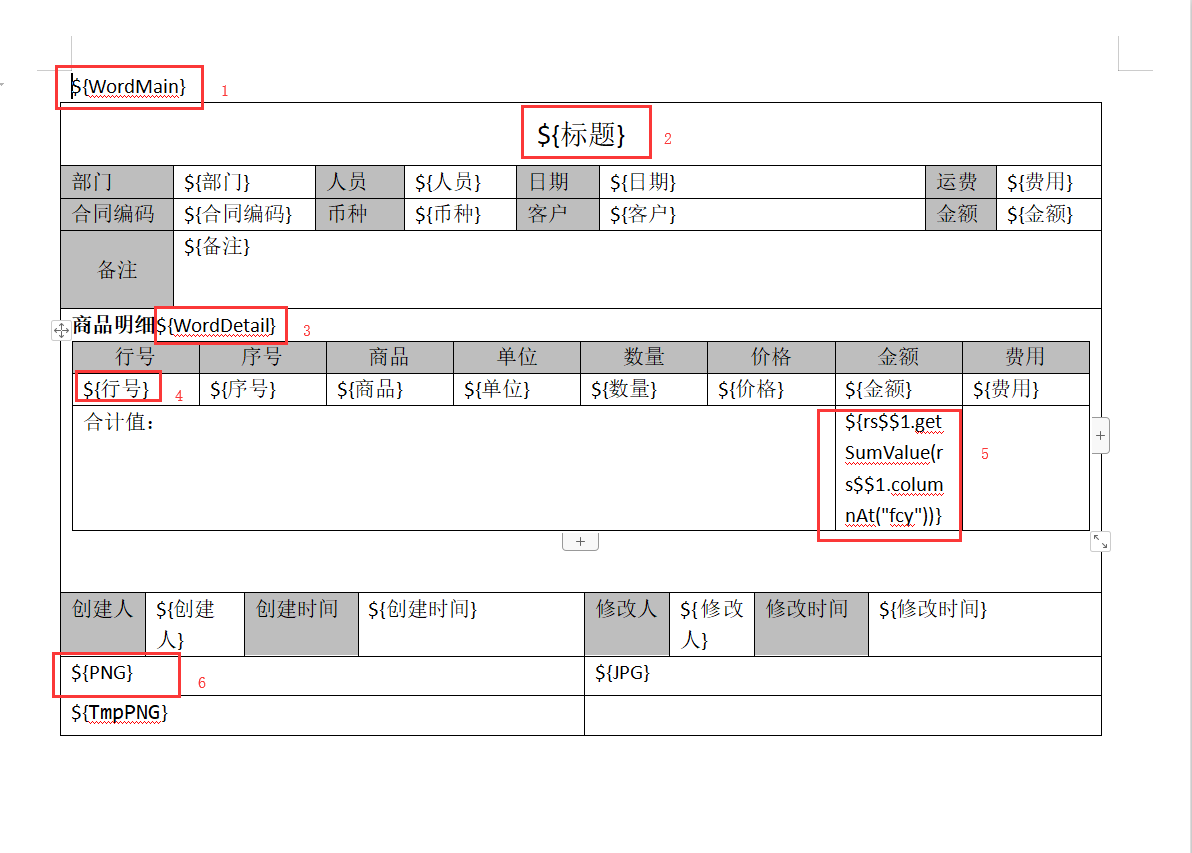 ${WordMain} 1
${标题} 2
部门 ${部门} 人员 ${人员} 日期 ${日期} 运费 ${费用}
合同编码 ${合同编码} 币种 ${币种} 客户 ${客户} 金额 ${金额}
备注 ${备注}
商品明细${WordDetail} 3
行号 序号 商品 单位 数量 价格 金额 费用
${行号} 4 ${序号} ${商品} ${单位} ${数量} ${价格} ${金额} ${费用}
合计值： ${rs$$1.get
SumValue(r
s$$1.colum
nAt("fcy"))} 5
创建人 ${创建 创建时间 ${创建时间} 修改人 ${修改 修改时间 ${修改时间}
人} 人}
${PNG} 6 ${JPG}
${TmpPNG}